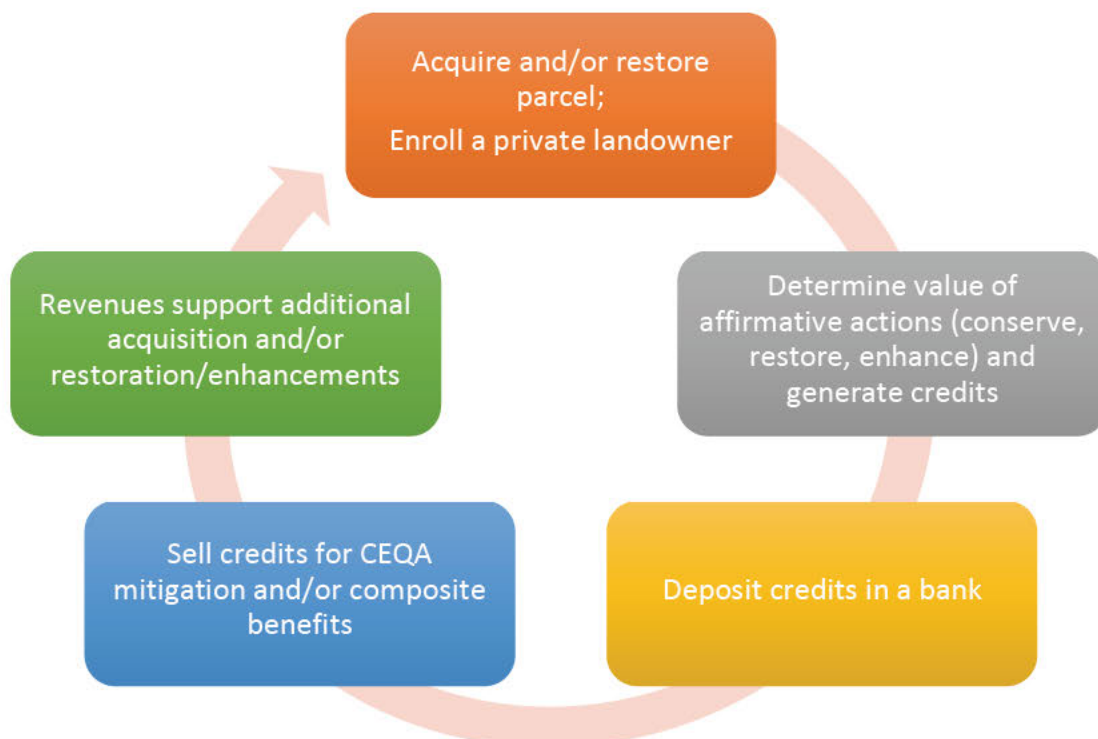 Acquire and/or restore
parcel;
Enroll a private landowner
Determine value of
affirmative actions (conserve,
restore, enhance) and
generate credits
Deposit credits in a bank
Sell credits for CEQA
mitigation and/or composite
benefits
Revenues support additional
acquisition and/or
restoration/enhancements